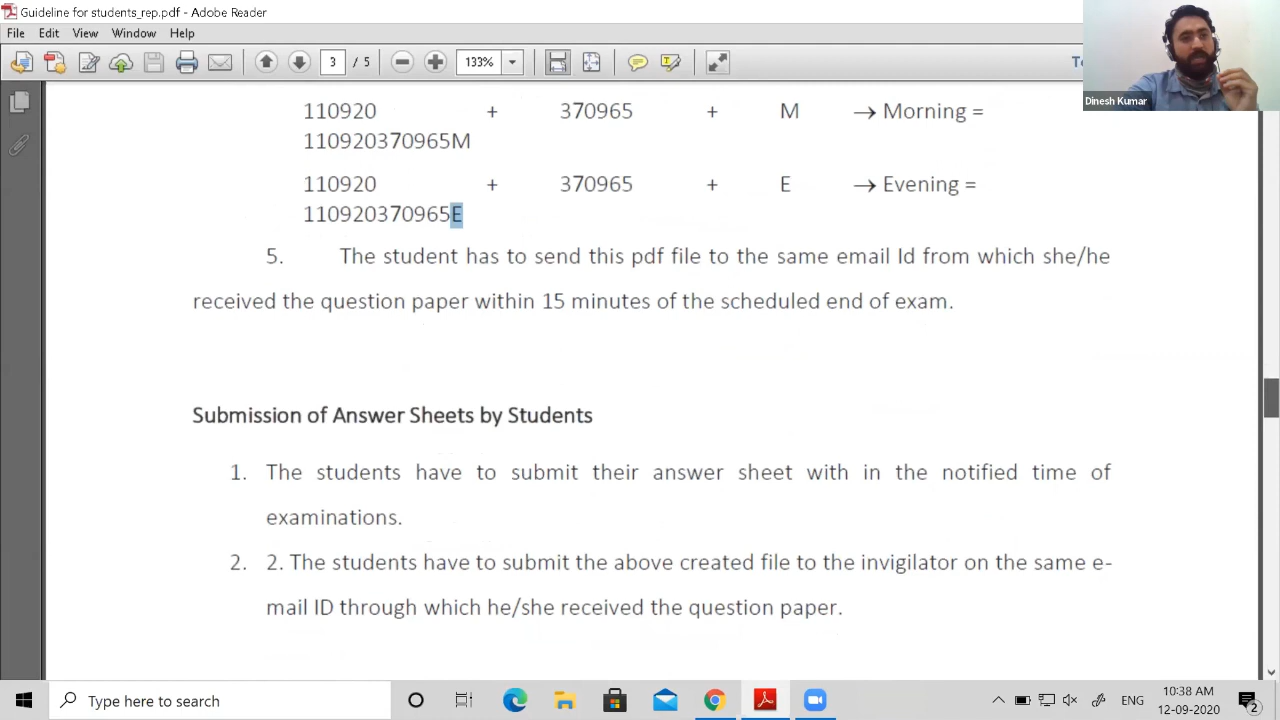 Guideline for students_rep.pdf - Adobe Reader
File Edit View Window Help
3 / 5 133%
Dinesh Kumar
110920 + 370965 + M → Morning =
110920370965M
110920 + 370965 + E → Evening =
110920370965E
5. The student has to send this pdf file to the same email Id from which she/he
received the question paper within 15 minutes of the scheduled end of exam.
Submission of Answer Sheets by Students
1. The students have to submit their answer sheet with in the notified time of
examinations.
2. 2. The students have to submit the above created file to the invigilator on the same e-
mail ID through which he/she received the question paper.
Type here to search
ENG
10:38 AM
12-09-2020
2